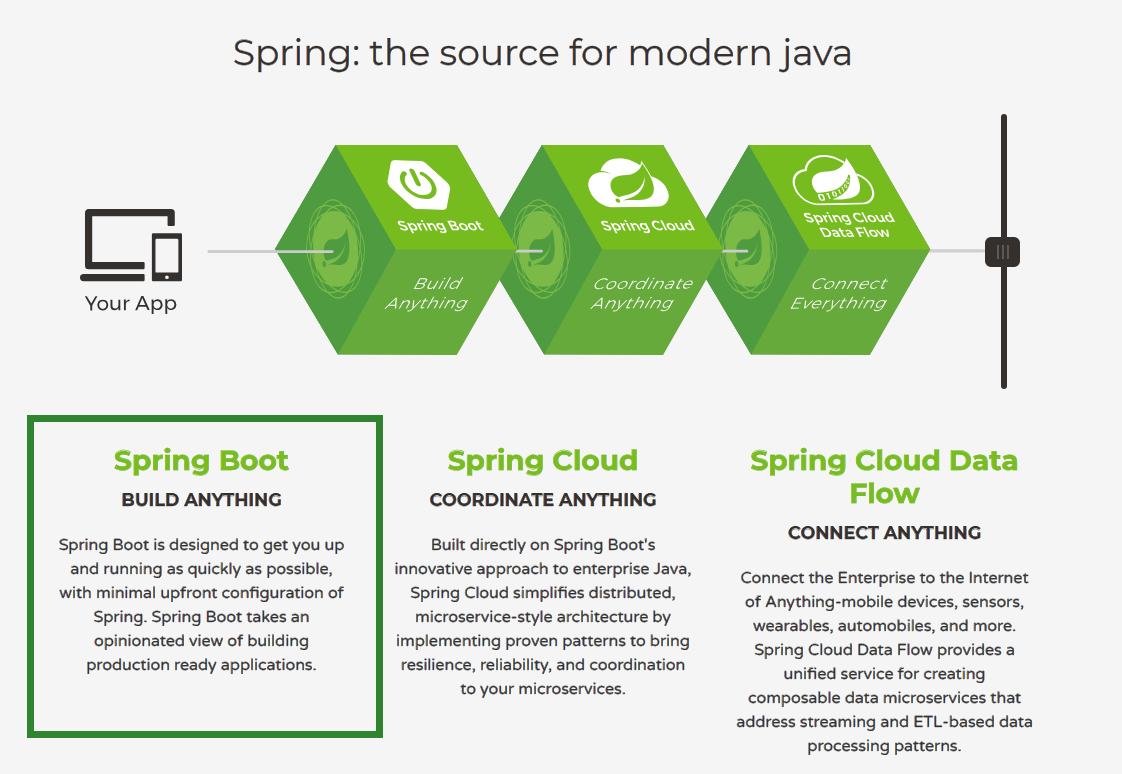 Spring: the source for modern java
Your App
Spring Boot
Build
Anything
Spring Cloud
Coordinate
Anything
Spring Cloud
Data Flow
Connect
Everything
Spring Boot
BUILD ANYTHING
Spring Boot is designed to get you up
and running as quickly as possible,
with minimal upfront configuration of
Spring. Spring Boot takes an
opinionated view of building
production ready applications.
Spring Cloud
COORDINATE ANYTHING
Built directly on Spring Boot's
innovative approach to enterprise Java,
Spring Cloud simplifies distributed,
microservice-style architecture by
implementing proven patterns to bring
resilience, reliability, and coordination
to your microservices.
Spring Cloud Data
Flow
CONNECT ANYTHING
Connect the Enterprise to the Internet
of Anything-mobile devices, sensors,
wearables, automobiles, and more.
Spring Cloud Data Flow provides a
unified service for creating
composable data microservices that
address streaming and ETL-based data
processing patterns.